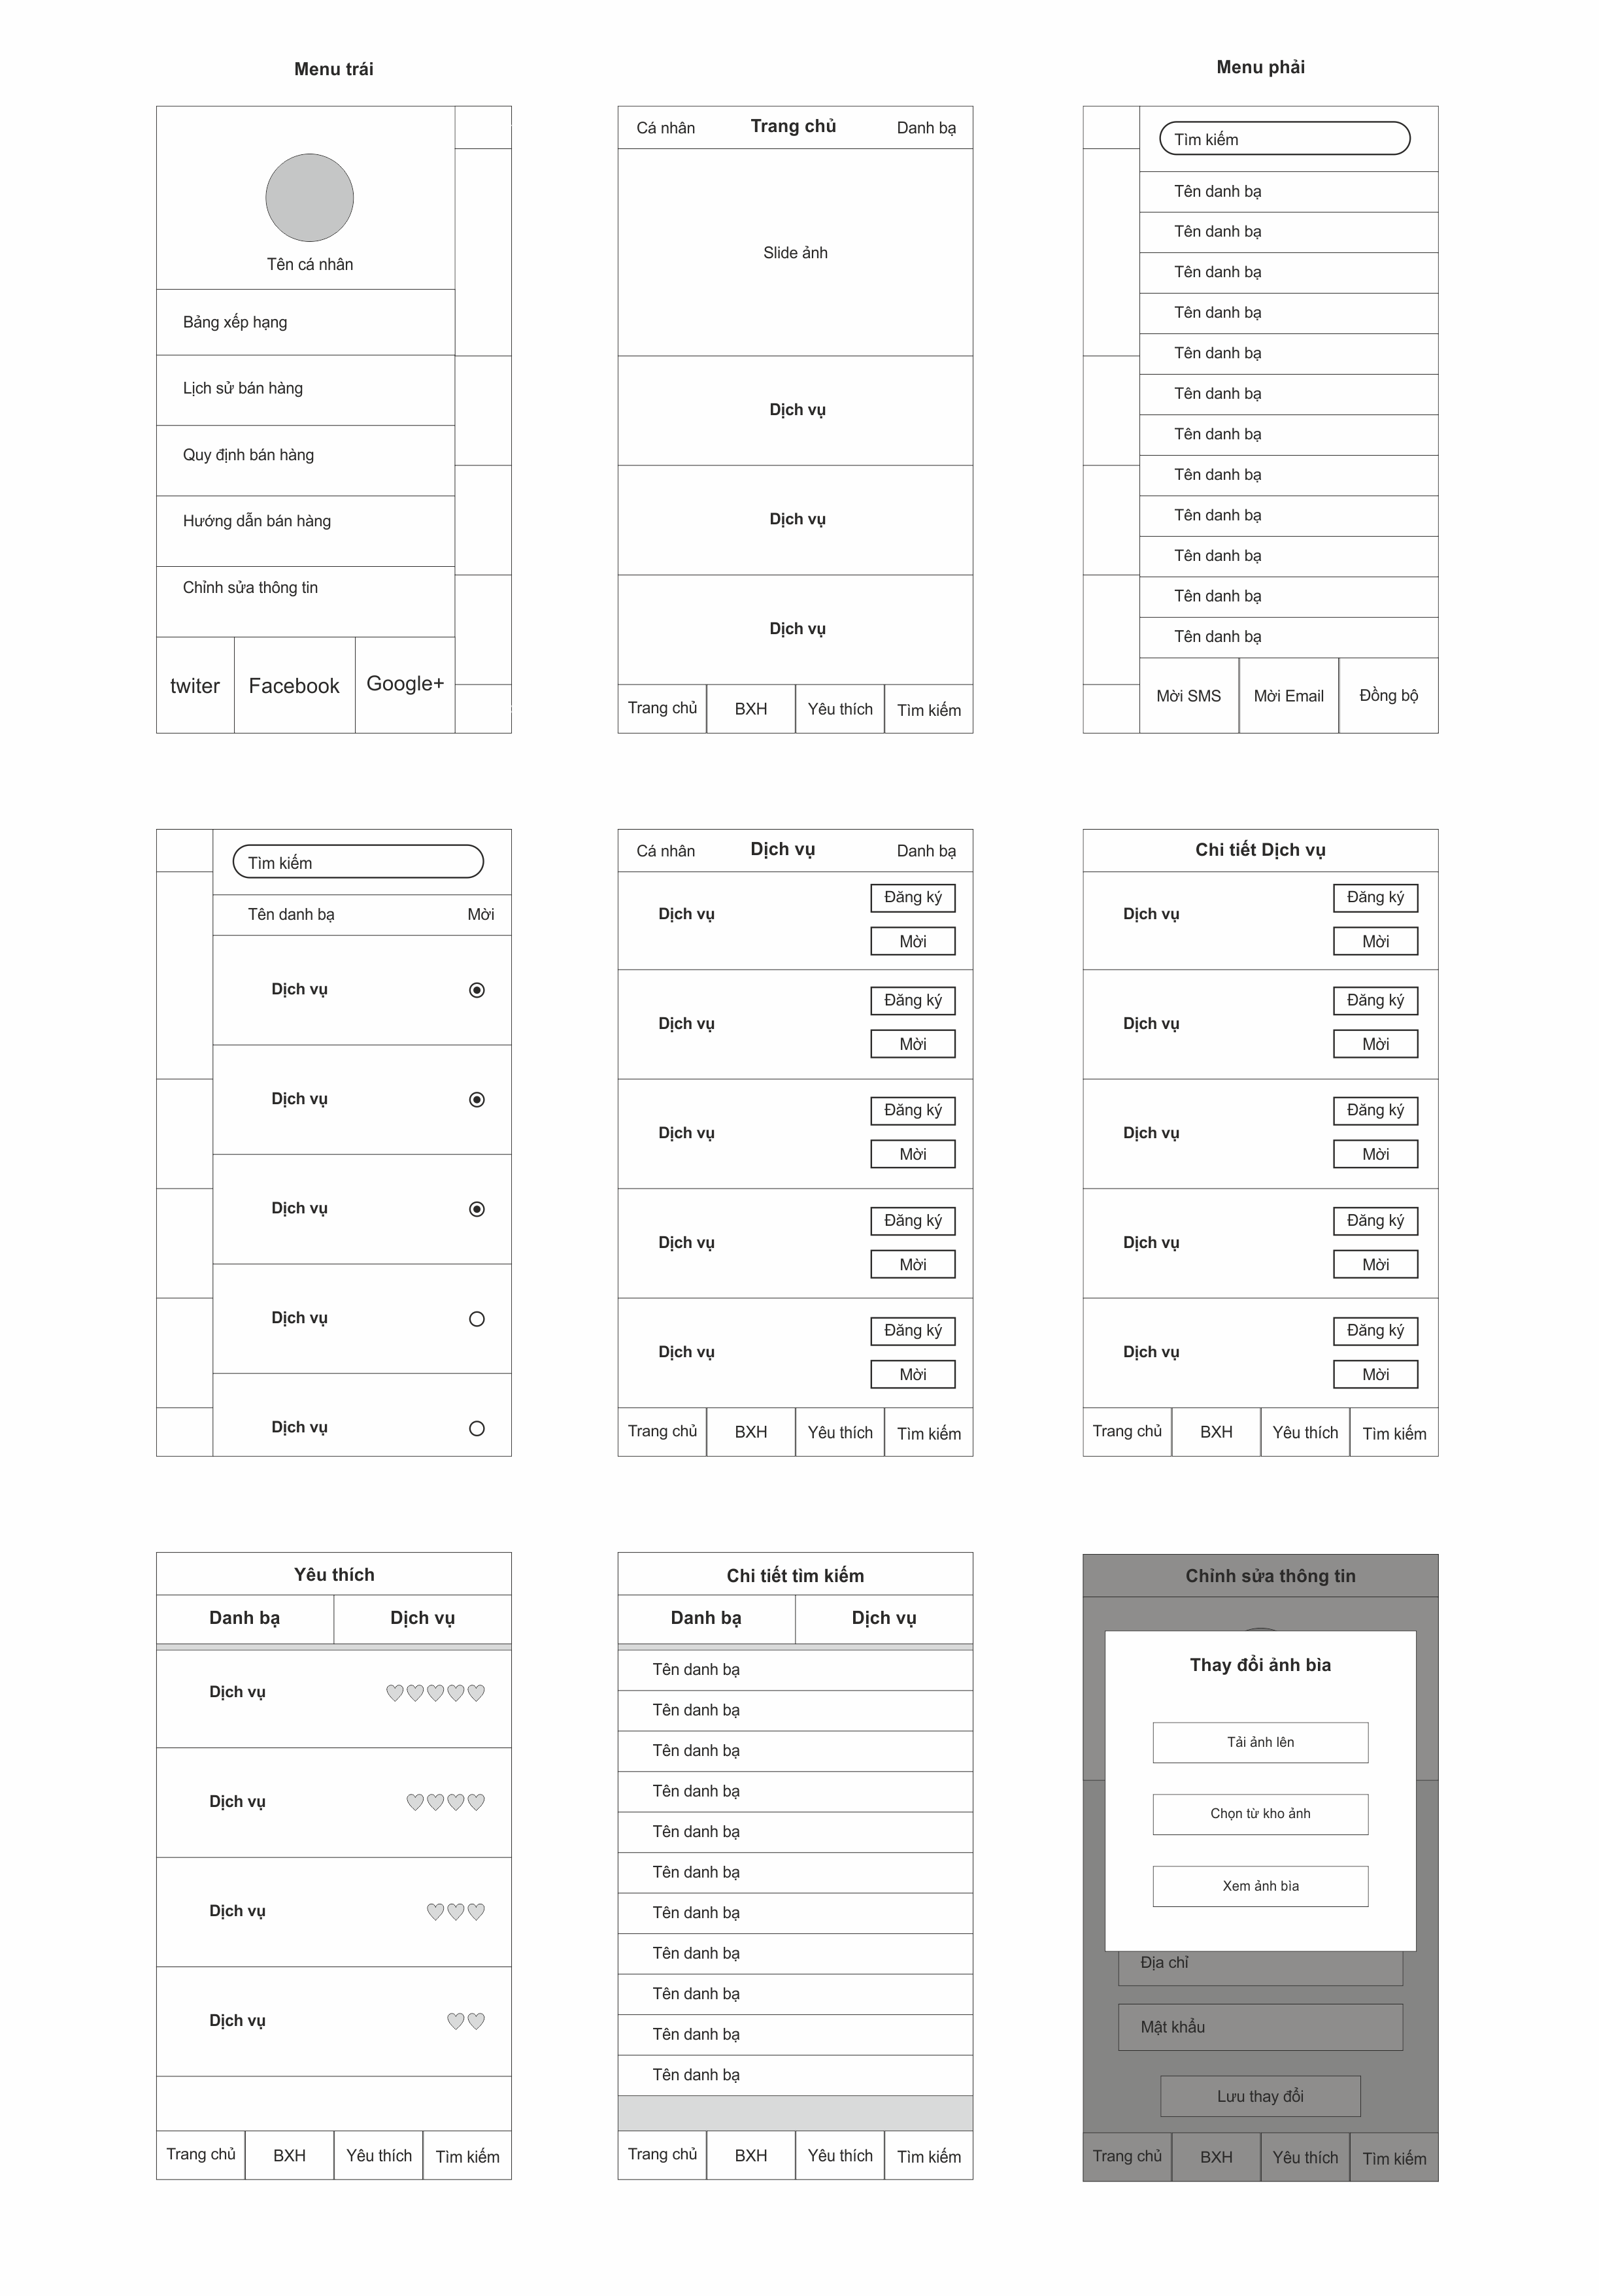 Menu trái
Menu phải
Tên cá nhân
Bảng xếp hạng
Lịch sử bán hàng
Quy định bán hàng
Hướng dẫn bán hàng
Chỉnh sửa thông tin
twiter Facebook Google+
Cá nhân Trang chủ Danh bạ
Slide ảnh
Dịch vụ
Dịch vụ
Dịch vụ
Trang chủ BXH Yêu thích Tìm kiếm
Tìm kiếm
Tên danh bạ
Tên danh bạ
Tên danh bạ
Tên danh bạ
Tên danh bạ
Tên danh bạ
Tên danh bạ
Tên danh bạ
Tên danh bạ
Tên danh bạ
Tên danh bạ
Tên danh bạ
Mời SMS Mời Email Đồng bộ
Tìm kiếm
Tên danh bạ Mời
Dịch vụ
Dịch vụ
Dịch vụ
Dịch vụ
Dịch vụ
Cá nhân Dịch vụ Danh bạ
Đăng ký
Dịch vụ
Mời
Đăng ký
Dịch vụ
Mời
Đăng ký
Dịch vụ
Mời
Đăng ký
Dịch vụ
Mời
Đăng ký
Dịch vụ
Mời
Trang chủ BXH Yêu thích Tìm kiếm
Chi tiết Dịch vụ
Đăng ký
Dịch vụ
Mời
Đăng ký
Dịch vụ
Mời
Đăng ký
Dịch vụ
Mời
Đăng ký
Dịch vụ
Mời
Đăng ký
Dịch vụ
Mời
Trang chủ BXH Yêu thích Tìm kiếm
Yêu thích
Danh bạ Dịch vụ
Dịch vụ
Dịch vụ
Dịch vụ
Dịch vụ
Trang chủ BXH Yêu thích Tìm kiếm
Chi tiết tìm kiếm
Danh bạ Dịch vụ
Tên danh bạ
Tên danh bạ
Tên danh bạ
Tên danh bạ
Tên danh bạ
Tên danh bạ
Tên danh bạ
Tên danh bạ
Tên danh bạ
Tên danh bạ
Tên danh bạ
Trang chủ BXH Yêu thích Tìm kiếm
Chỉnh sửa thông tin
Thay đổi ảnh bìa
Tải ảnh lên
Chọn từ kho ảnh
Xem ảnh bìa
Địa chỉ
Mật khẩu
Lưu thay đổi
Trang chủ BXH Yêu thích Tìm kiếm